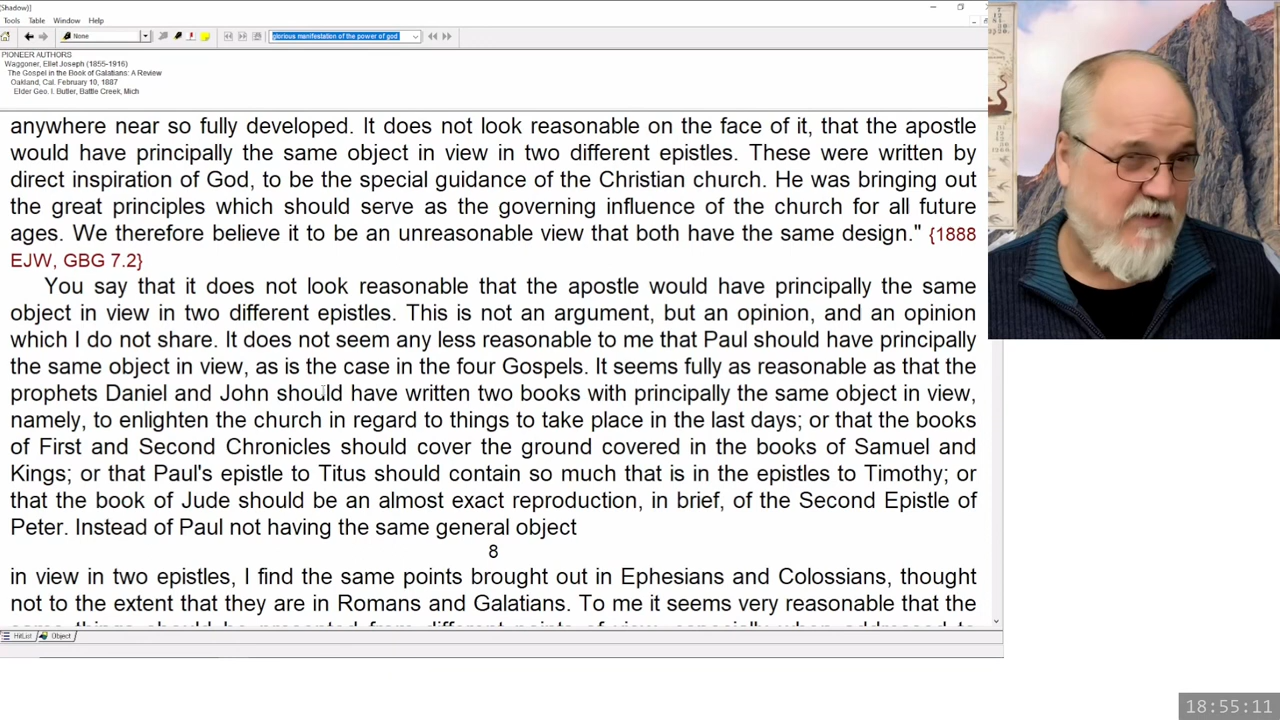 Shadow)]
Tools Table Window Help
None
glorious manifestation of the power of god
PIONEER AUTHORS
Waggoner, Ellet Joseph (1855-1916)
The Gospel in the Book of Galatians: A Review
Oakland, Cal. February 10, 1887
Elder Geo. I. Butler, Battle Creek, Mich
anywhere near so fully developed. It does not look reasonable on the face of it, that the apostle
would have principally the same object in view in two different epistles. These were written by
direct inspiration of God, to be the special guidance of the Christian church. He was bringing out
the great principles which should serve as the governing influence of the church for all future
ages. We therefore believe it to be an unreasonable view that both have the same design." {1888
EJW, GBG 7.2}
You say that it does not look reasonable that the apostle would have principally the same
object in view in two different epistles. This is not an argument, but an opinion, and an opinion
which I do not share. It does not seem any less reasonable to me that Paul should have principally
the same object in view, as is the case in the four Gospels. It seems fully as reasonable as that the
prophets Daniel and John should have written two books with principally the same object in view,
namely, to enlighten the church in regard to things to take place in the last days; or that the books
of First and Second Chronicles should cover the ground covered in the books of Samuel and
Kings; or that Paul's epistle to Titus should contain so much that is in the epistles to Timothy; or
that the book of Jude should be an almost exact reproduction, in brief, of the Second Epistle of
Peter. Instead of Paul not having the same general object
8
in view in two epistles, I find the same points brought out in Ephesians and Colossians, thought
not to the extent that they are in Romans and Galatians. To me it seems very reasonable that the
same things should be presented from different points of view, especially when addressed to
HitList Object
18:55:11